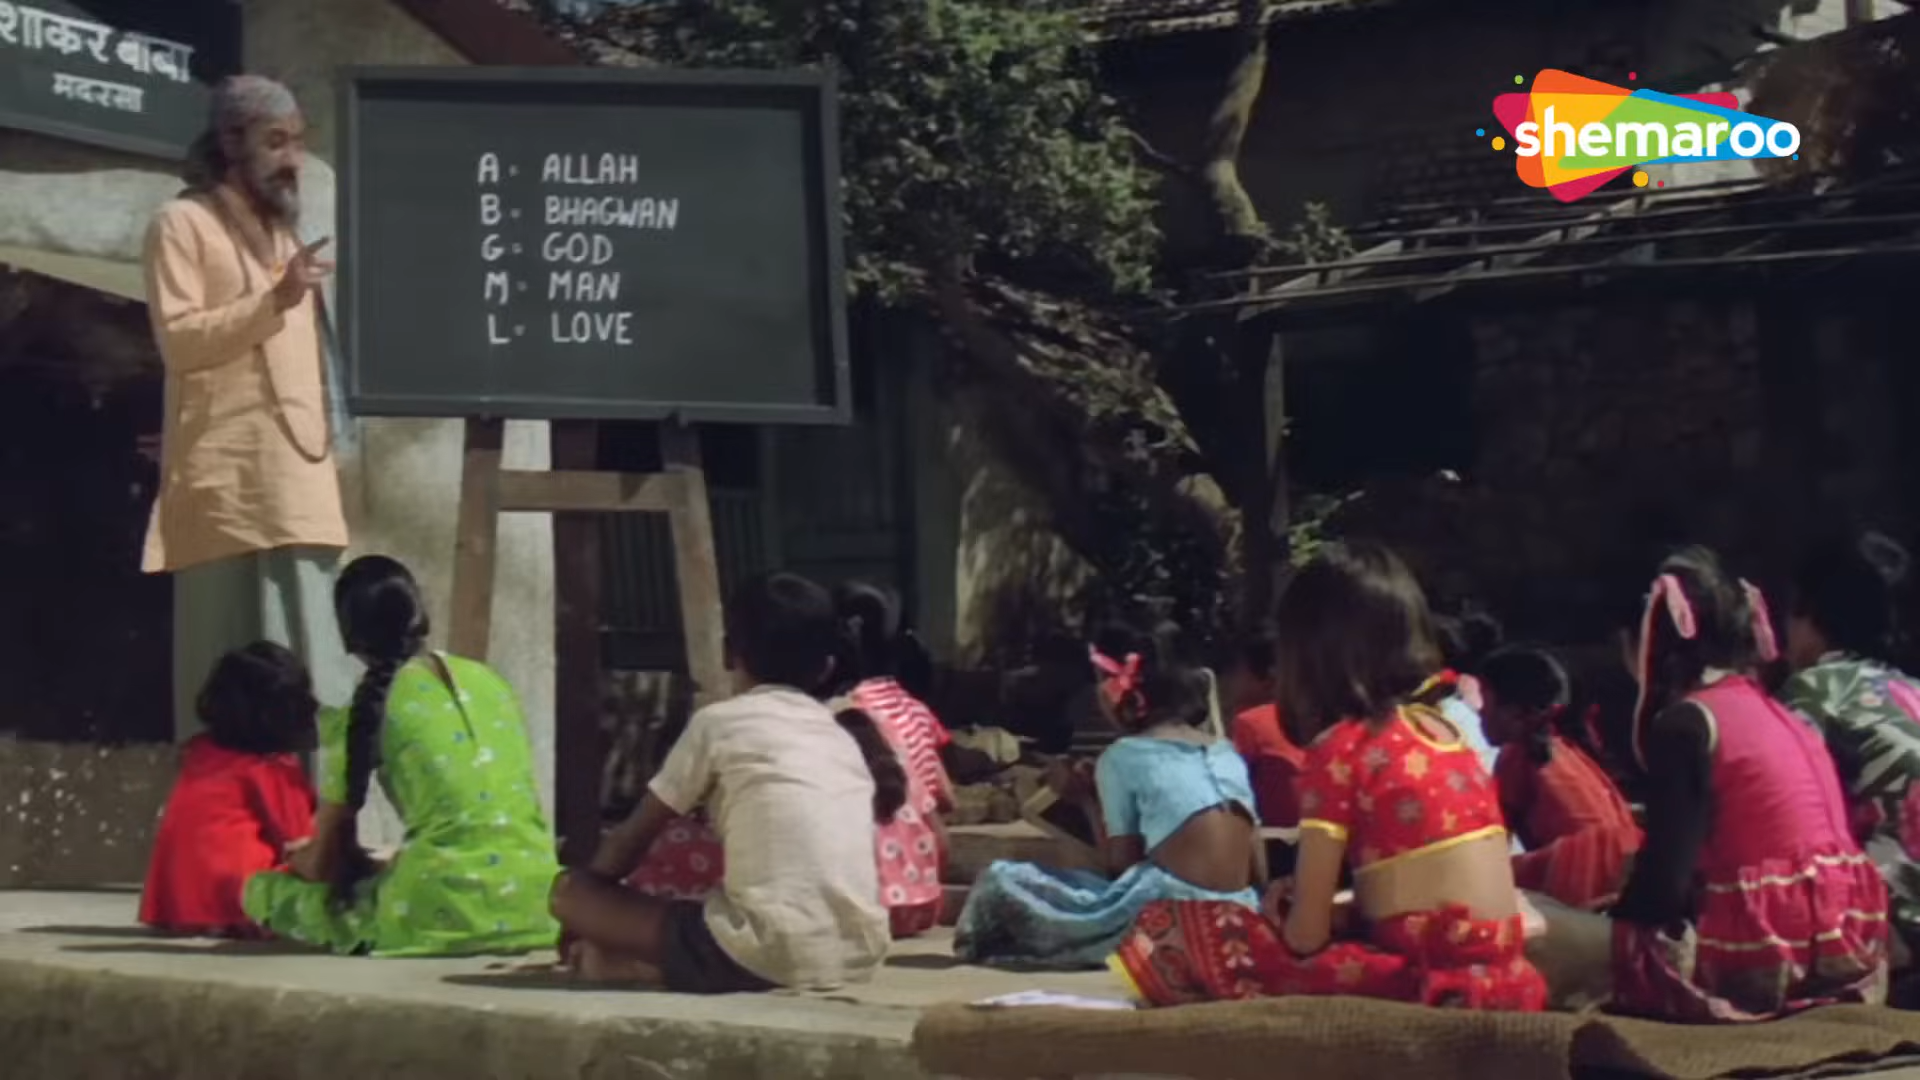 शाकर बाबा
मदरसा
A - ALLAH
B - BHAGWAN
G - GOD
M - MAN
L - LOVE
shemaroo